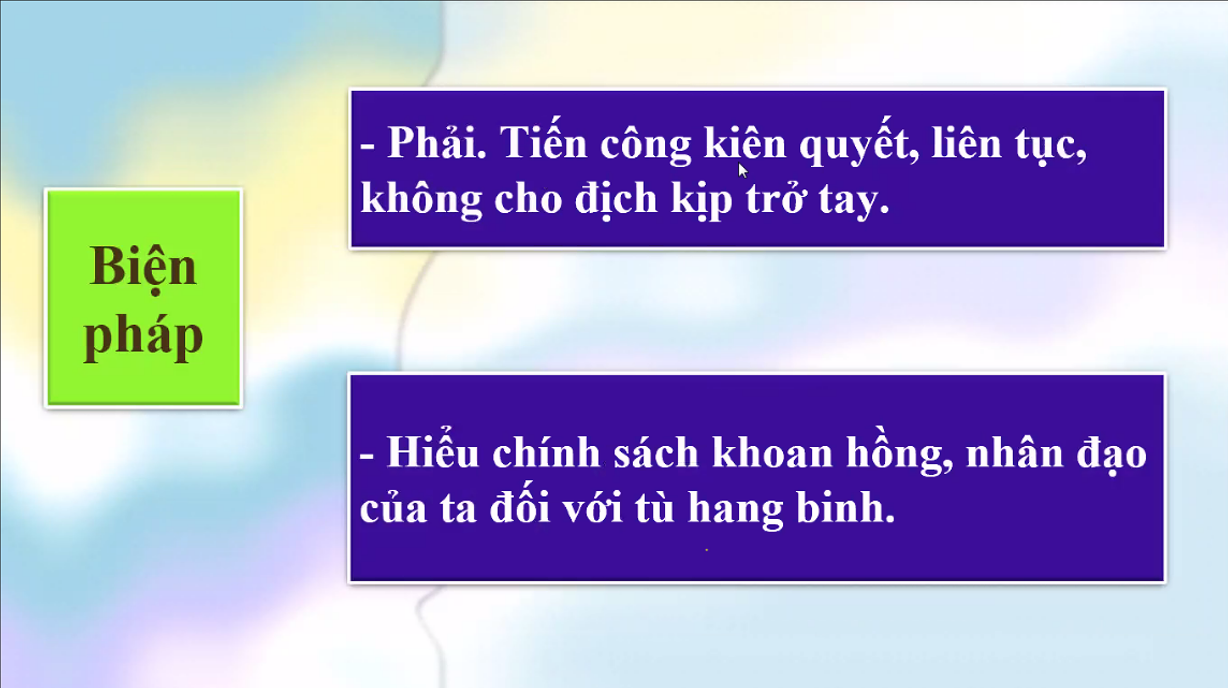 Biện
pháp
- Phải. Tiến công kiên quyết, liên tục,
không cho địch kịp trở tay.
- Hiểu chính sách khoan hồng, nhân đạo
của ta đối với tù hang binh.